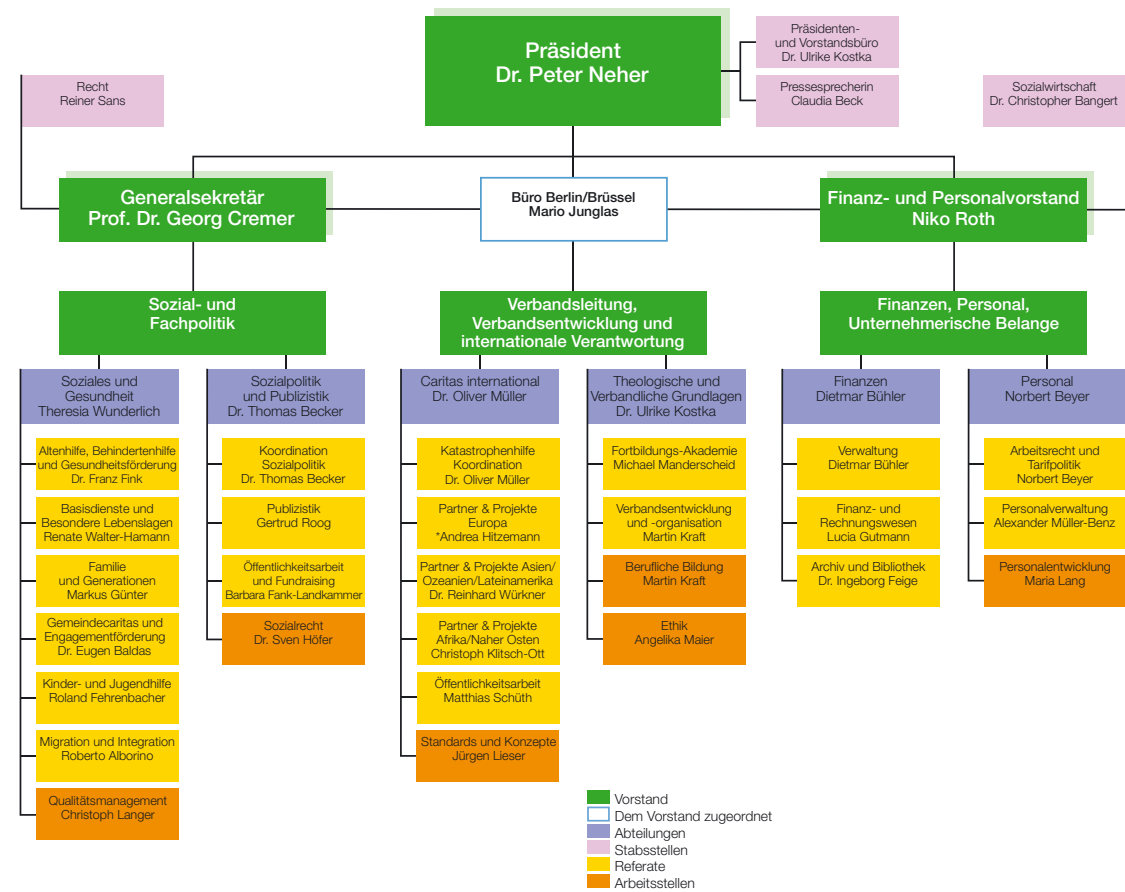 Präsident
Dr. Peter Neher
Präsidenten-
und Vorstandsbüro
Dr. Ulrike Kostka
Pressesprecherin
Claudia Beck
Recht
Reiner Sans
Sozialwirtschaft
Dr. Christopher Bangert
Generalsekretär
Prof. Dr. Georg Cremer
Büro Berlin/Brüssel
Mario Junglas
Finanz- und Personalvorstand
Niko Roth
Sozial- und
Fachpolitik
Verbandsleitung,
Verbandsentwicklung und
internationale Verantwortung
Finanzen, Personal,
Unternehmerische Belange
Soziales und
Gesundheit
Theresia Wunderlich
Altenhilfe, Behindertenhilfe
und Gesundheitsförderung
Dr. Franz Fink
Basisdienste und
Besondere Lebenslagen
Renate Walter-Hamann
Familie
und Generationen
Markus Günter
Gemeindecaritas und
Engagementförderung
Dr. Eugen Baldas
Kinder- und Jugendhilfe
Roland Fehrenbacher
Migration und Integration
Roberto Alborino
Qualitätsmanagement
Christoph Langer
Sozialpolitik
und Publizistik
Dr. Thomas Becker
Koordination
Sozialpolitik
Dr. Thomas Becker
Publizistik
Gertrud Roog
Öffentlichkeitsarbeit
und Fundraising
Barbara Fank-Landkammer
Sozialrecht
Dr. Sven Höfer
Caritas international
Dr. Oliver Müller
Katastrophenhilfe
Koordination
Dr. Oliver Müller
Partner & Projekte
Europa
*Andrea Hitzemann
Partner & Projekte Asien/
Ozeanien/Lateinamerika
Dr. Reinhard Würkner
Partner & Projekte
Afrika/Naher Osten
Christoph Klitsch-Ott
Öffentlichkeitsarbeit
Matthias Schüth
Standards und Konzepte
Jürgen Lieser
Theologische und
Verbandliche Grundlagen
Dr. Ulrike Kostka
Fortbildungs-Akademie
Michael Manderscheid
Verbandsentwicklung
und -organisation
Martin Kraft
Berufliche Bildung
Martin Kraft
Ethik
Angelika Maier
Finanzen
Dietmar Bühler
Verwaltung
Dietmar Bühler
Finanz- und
Rechnungswesen
Lucia Gutmann
Archiv und Bibliothek
Dr. Ingeborg Feige
Personal
Norbert Beyer
Arbeitsrecht und
Tarifpolitik
Norbert Beyer
Personalverwaltung
Alexander Müller-Benz
Personalentwicklung
Maria Lang
Vorstand
Dem Vorstand zugeordnet
Abteilungen
Stabsstellen
Referate
Arbeitsstellen